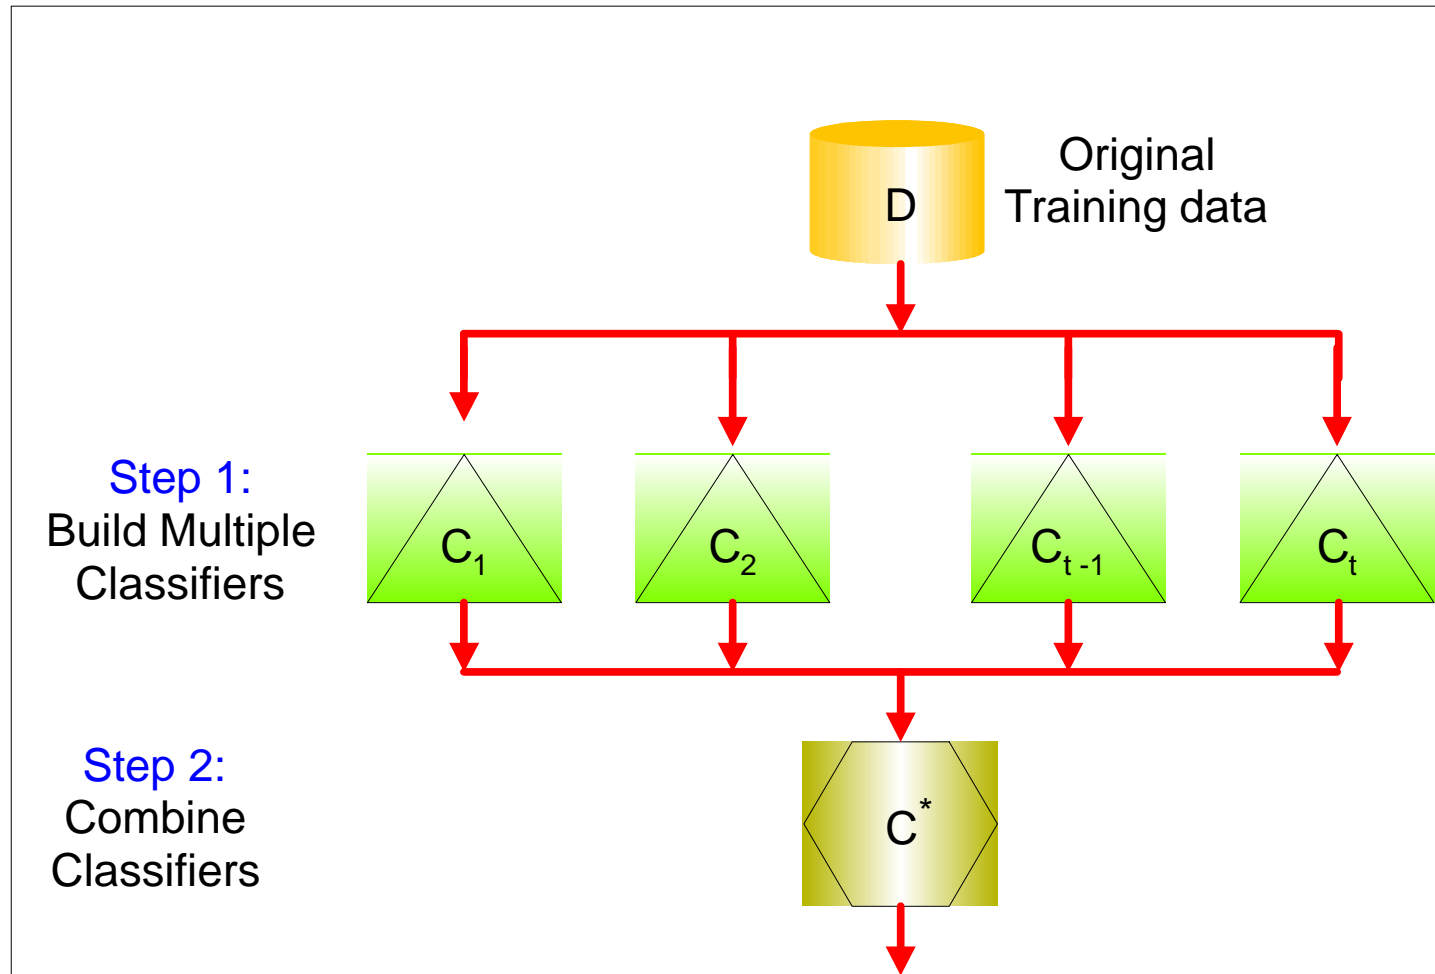 Original
Training data
D
Step 1:
Build Multiple
Classifiers
C1
C2
Ct -1
Ct
Step 2:
Combine
Classifiers
C*